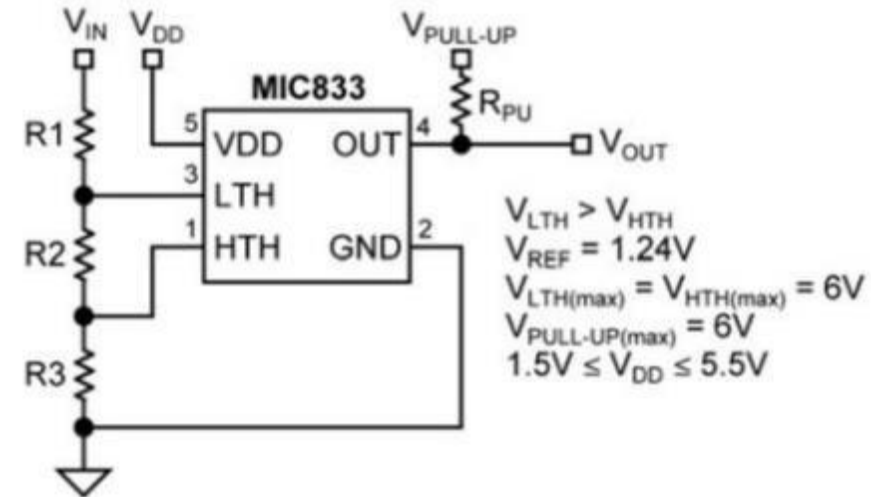 VIN VDD VPULL-UP
MIC833
RPU
R1 5 VDD OUT 4 VOUT
3 LTH
R2 1 HTH GND 2
R3
VLTH > VHTH
VREF = 1.24V
VLTH(max) = VHTH(max) = 6V
VPULL-UP(max) = 6V
1.5V ≤ VDD ≤ 5.5V